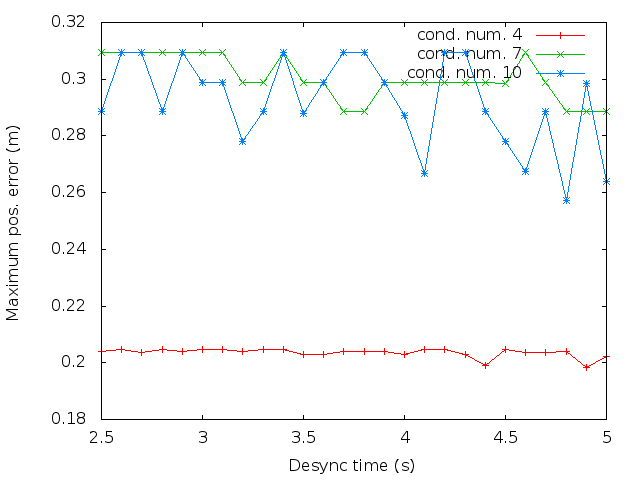 0.32
cond. num. 4
cond. num. 7
cond. num. 10
0.3
0.28
0.26
0.24
0.22
0.2
0.18
Maximum pos. error (m)
2.5 3 3.5 4 4.5 5
Desync time (s)